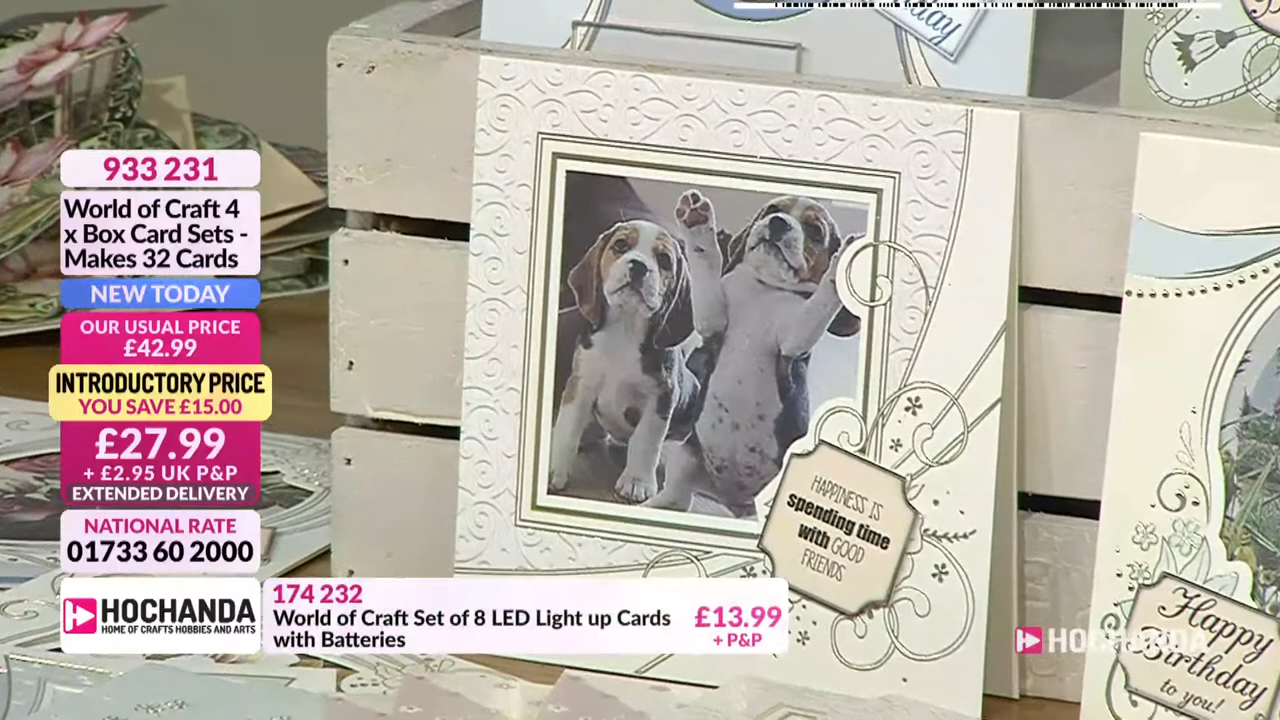 933 231
World of Craft 4
x Box Card Sets -
Makes 32 Cards
NEW TODAY
OUR USUAL PRICE
£42.99
INTRODUCTORY PRICE
YOU SAVE £15.00
£27.99
+ £2.95 UK P&P
EXTENDED DELIVERY
NATIONAL RATE
01733 60 2000
HOCHANDA
HOME OF CRAFTS HOBBIES AND ARTS
174 232
World of Craft Set of 8 LED Light up Cards
with Batteries
£13.99
+ P&P
HAPPINESS IS
spending time
with GOOD
FRIENDS
HOCHANDA
Happy
Birthday
to you!